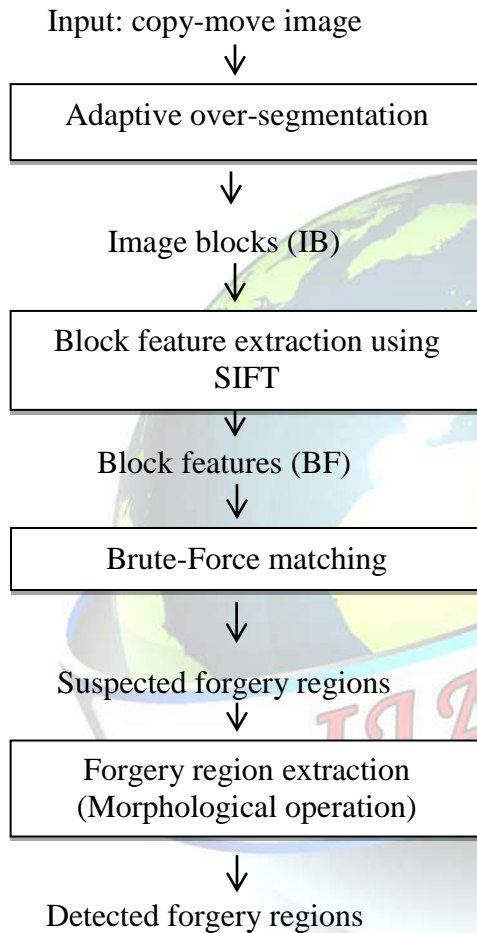 Input: copy-move image
Adaptive over-segmentation
Image blocks (IB)
Block feature extraction using
SIFT
Block features (BF)
Brute-Force matching
Suspected forgery regions
Forgery region extraction
(Morphological operation)
Detected forgery regions